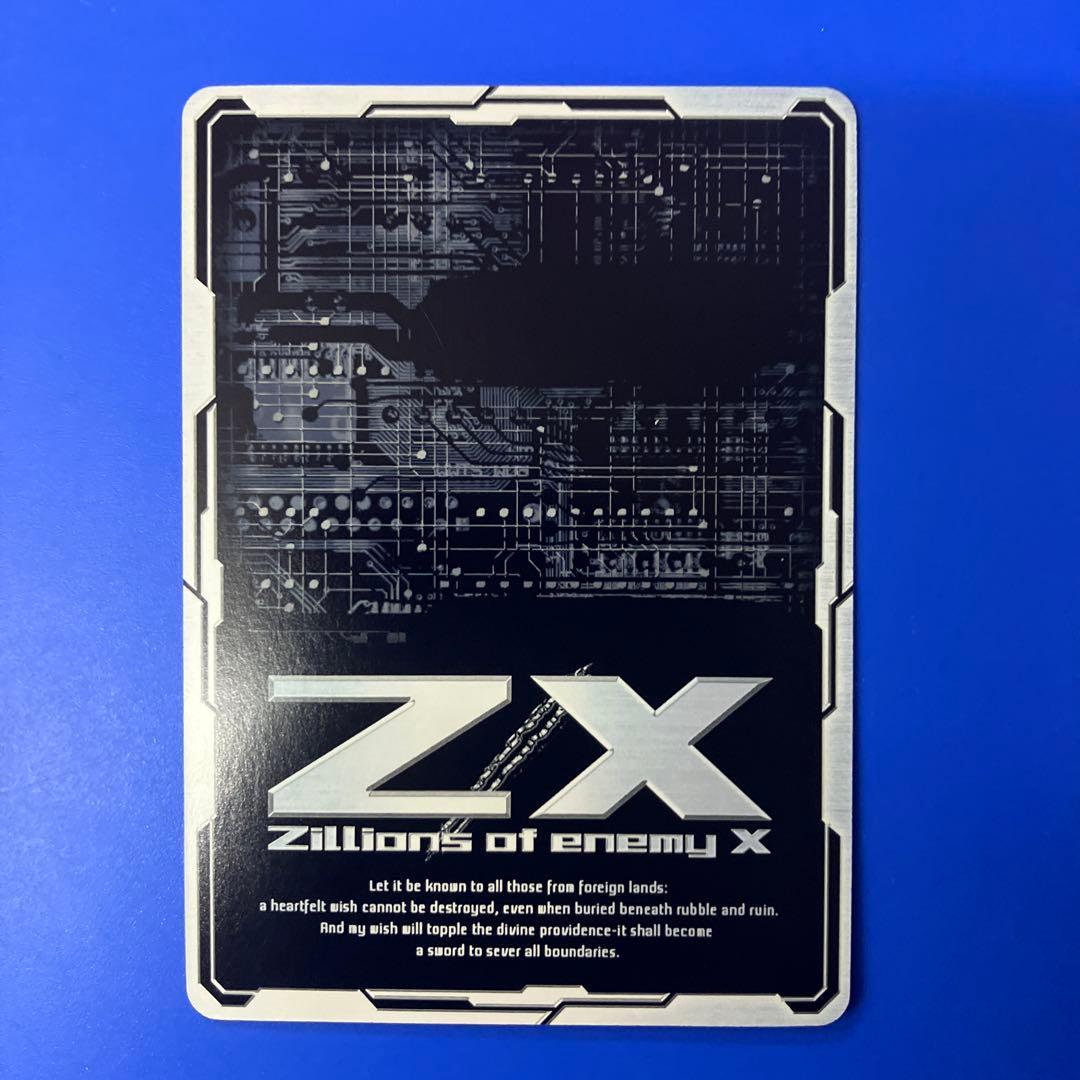 Z/X
Zillions of enemy X
Let it be known to all those from foreign lands:
a heartfelt wish cannot be destroyed, even when buried beneath rubble and ruin.
And my wish will topple the divine providence-it shall become
a sword to sever all boundaries.